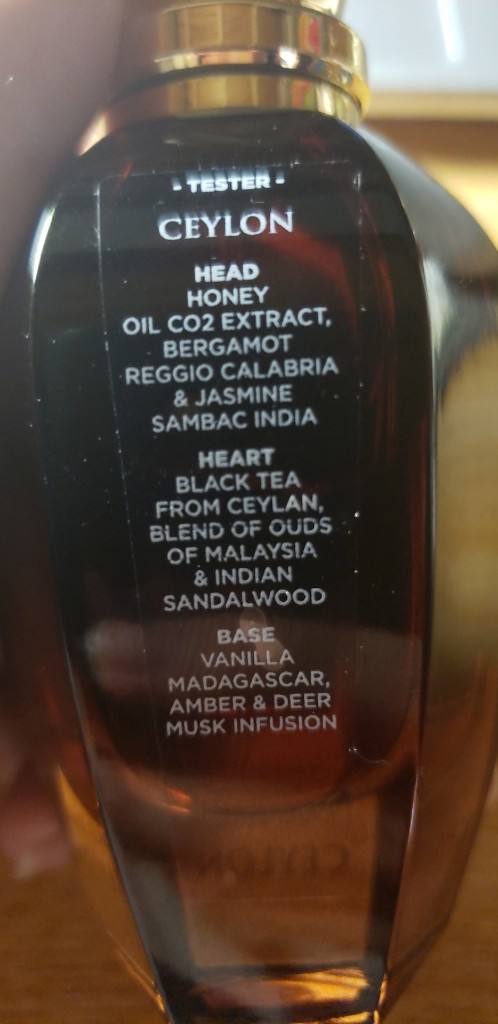 - TESTER -
CEYLON
HEAD
HONEY
OIL CO2 EXTRACT,
BERGAMOT
REGGIO CALABRIA
& JASMINE
SAMBAC INDIA
HEART
BLACK TEA
FROM CEYLAN,
BLEND OF OUDS
OF MALAYSIA
& INDIAN
SANDALWOOD
BASE
VANILLA
MADAGASCAR,
AMBER & DEER
MUSK INFUSION
CEYLON